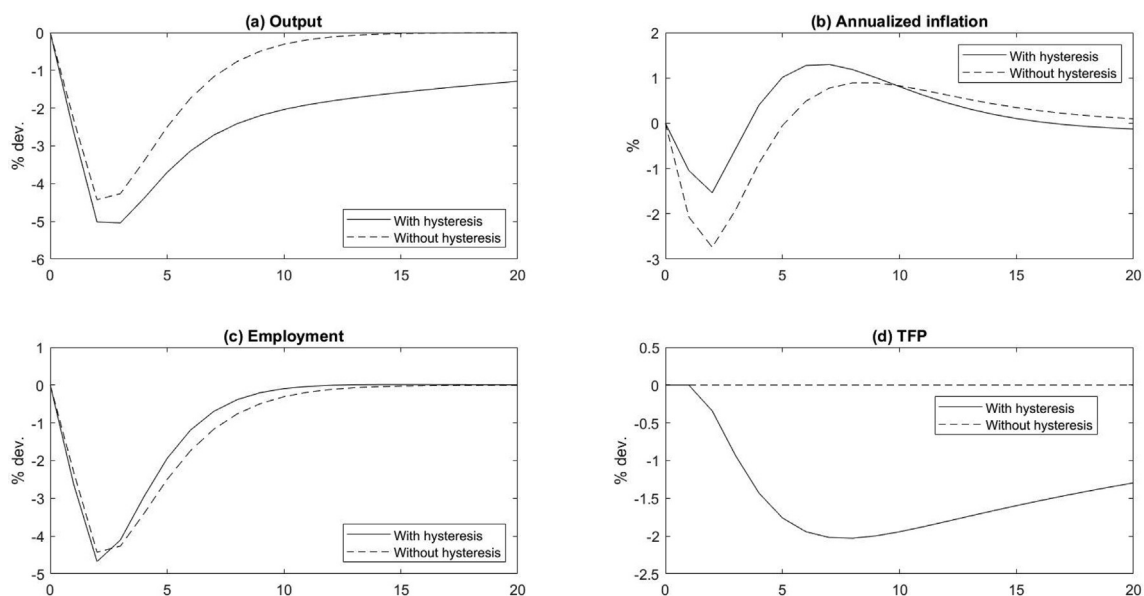 (a) Output
0
-1
-2
-3
-4
-5
-6
% dev.
With hysteresis
Without hysteresis
0 5 10 15 20
(b) Annualized inflation
2
1
0
-1
-2
-3
%
With hysteresis
Without hysteresis
0 5 10 15 20
(c) Employment
1
0
-1
-2
-3
-4
-5
% dev.
With hysteresis
Without hysteresis
0 5 10 15 20
(d) TFP
0.5
0
-0.5
-1
-1.5
-2
-2.5
% dev.
With hysteresis
Without hysteresis
0 5 10 15 20